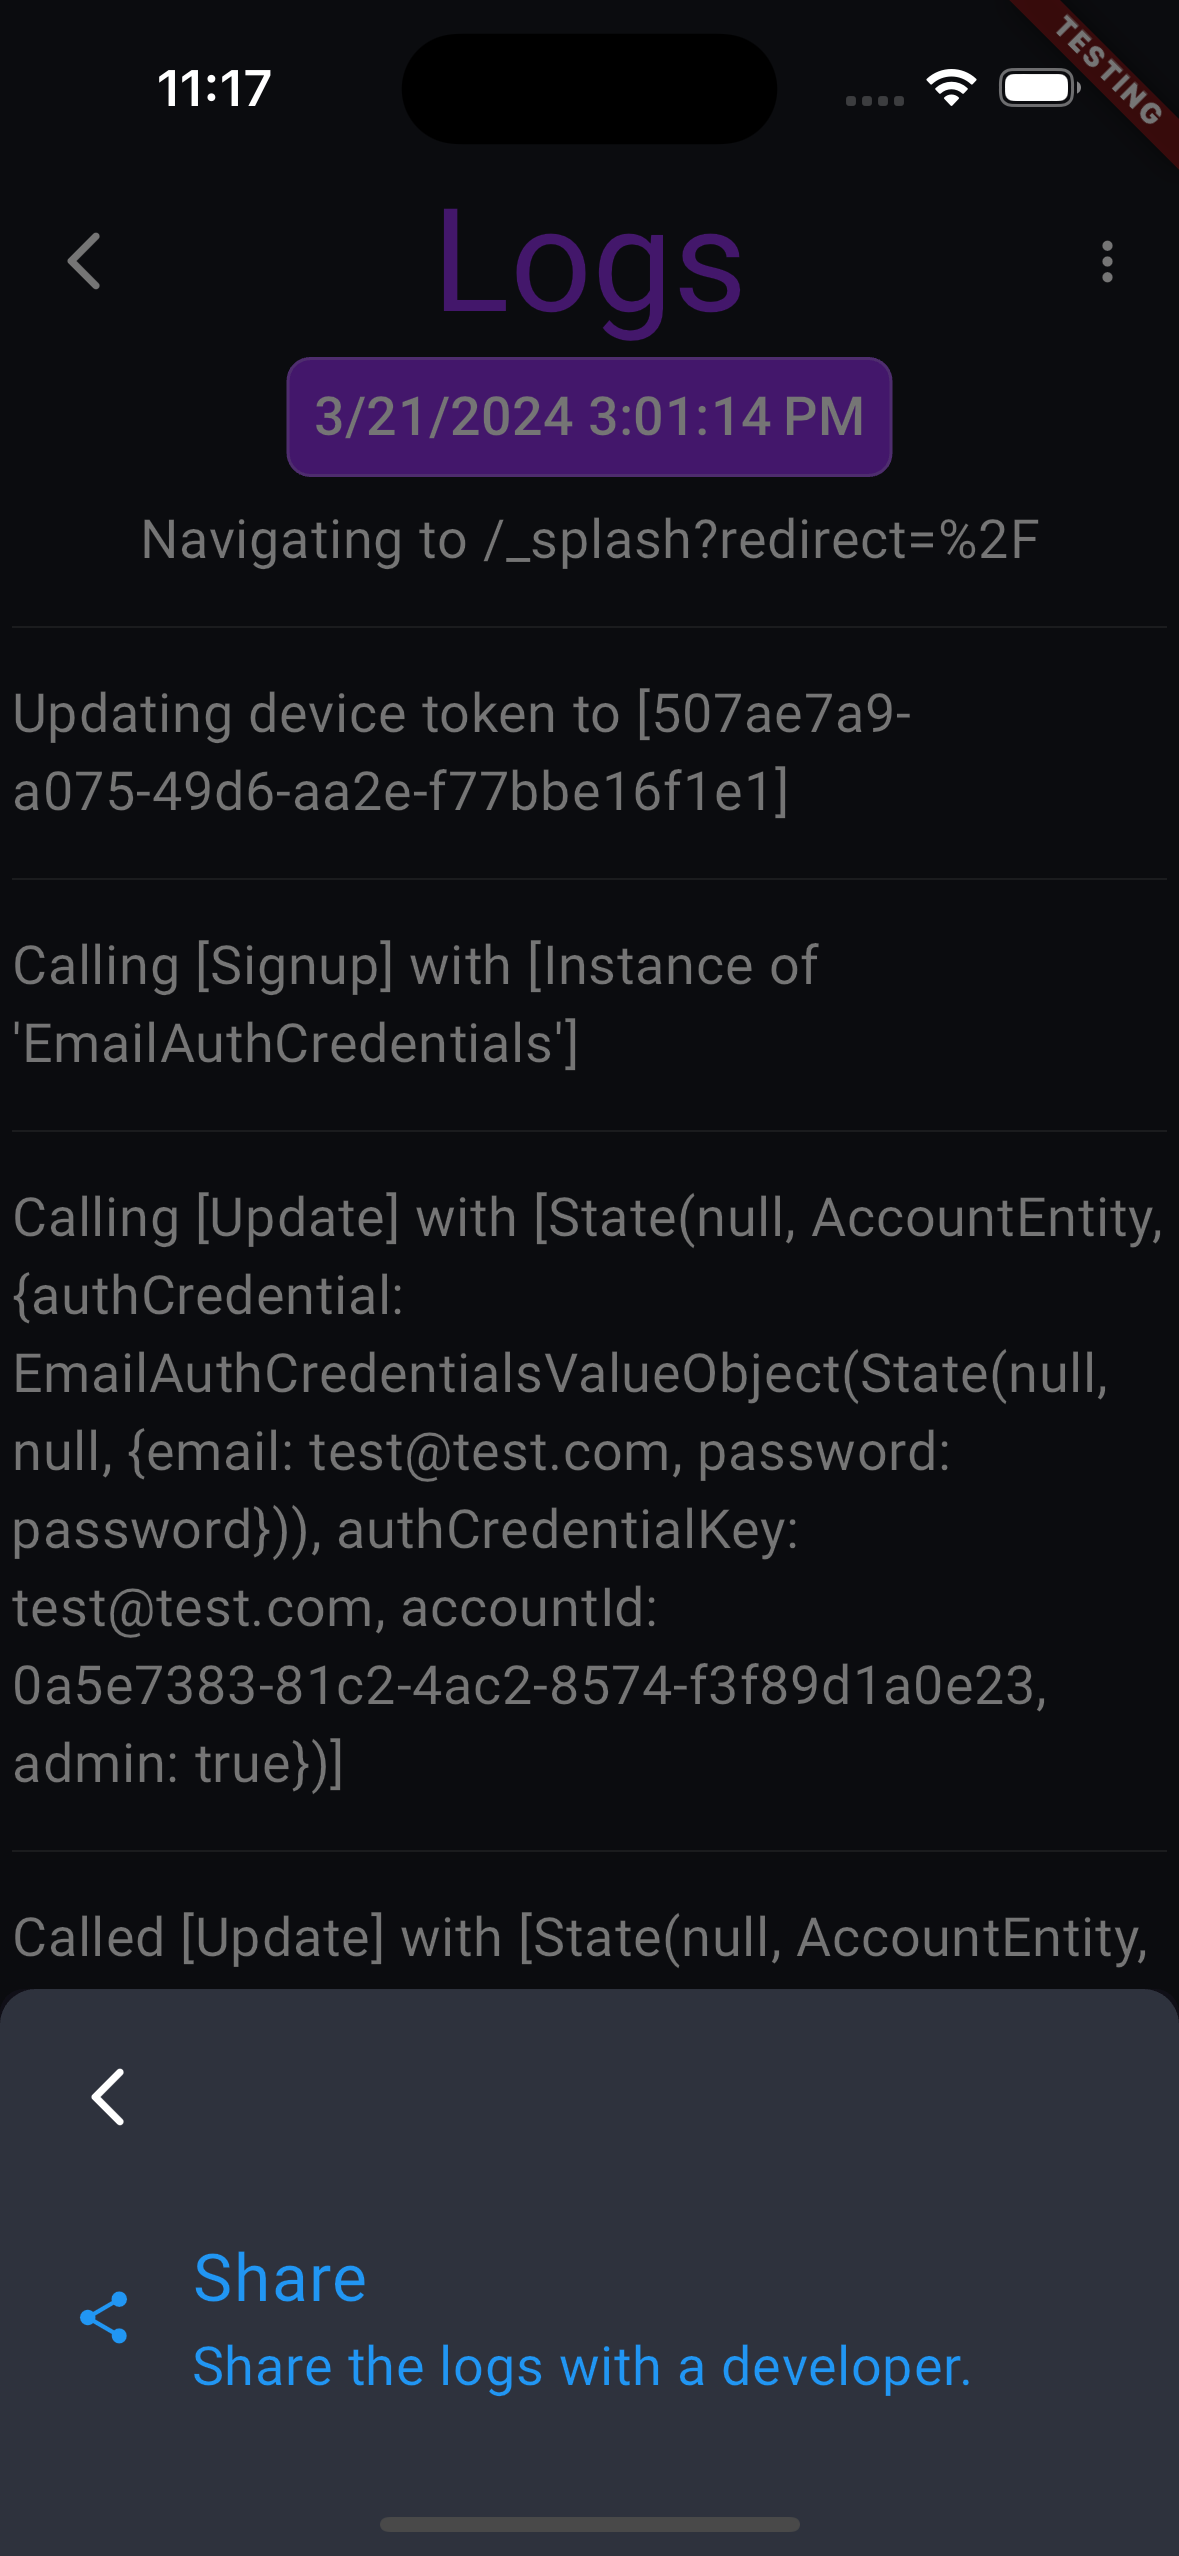 11:17
TESTING
Logs
3/21/2024 3:01:14 PM
Navigating to /_splash?redirect=%2F
Updating device token to [507ae7a9-
a075-49d6-aa2e-f77bbe16f1e1]
Calling [Signup] with [Instance of
'EmailAuthCredentials']
Calling [Update] with [State(null, AccountEntity,
{authCredential:
EmailAuthCredentialsValueObject(State(null,
null, {email: test@test.com, password:
password})), authCredentialKey:
test@test.com, accountId:
0a5e7383-81c2-4ac2-8574-f3f89d1a0e23,
admin: true})]
Called [Update] with [State(null, AccountEntity,
Share
Share the logs with a developer.